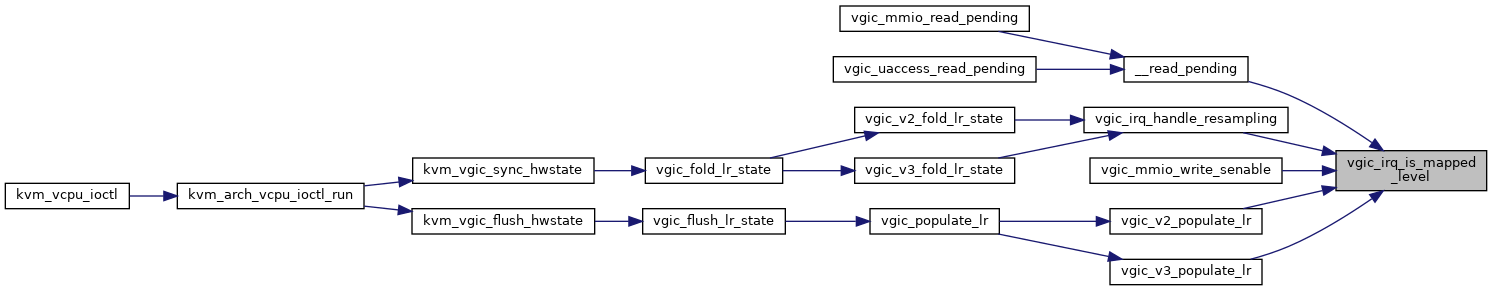 vgic_mmio_read_pending
vgic_uaccess_read_pending
__read_pending
vgic_v2_fold_lr_state
vgic_irq_handle_resampling
kvm_vgic_sync_hwstate
vgic_fold_lr_state
vgic_v3_fold_lr_state
vgic_mmio_write_senable
vgic_irq_is_mapped
_level
kvm_vcpu_ioctl
kvm_arch_vcpu_ioctl_run
kvm_vgic_flush_hwstate
vgic_flush_lr_state
vgic_populate_lr
vgic_v2_populate_lr
vgic_v3_populate_lr